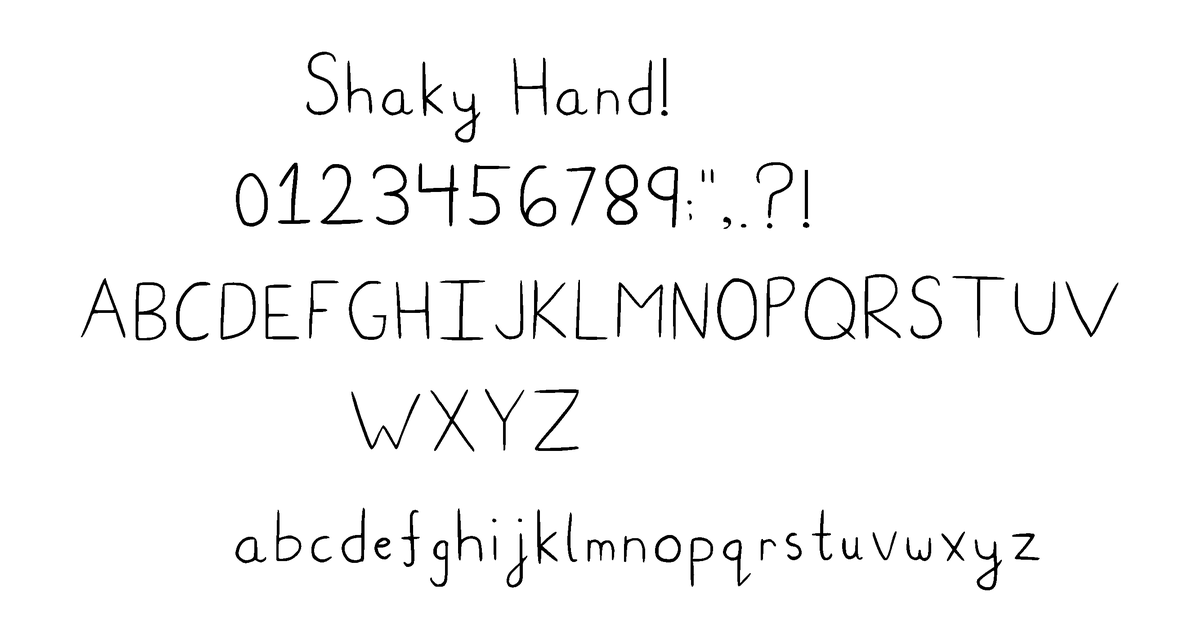 Shaky Hand!
0123456789:;",.?!
ABCDEFGHIJKLMNOPQRSTUV
WXYZ
abcdefghijklmnopqrstuvwxyz